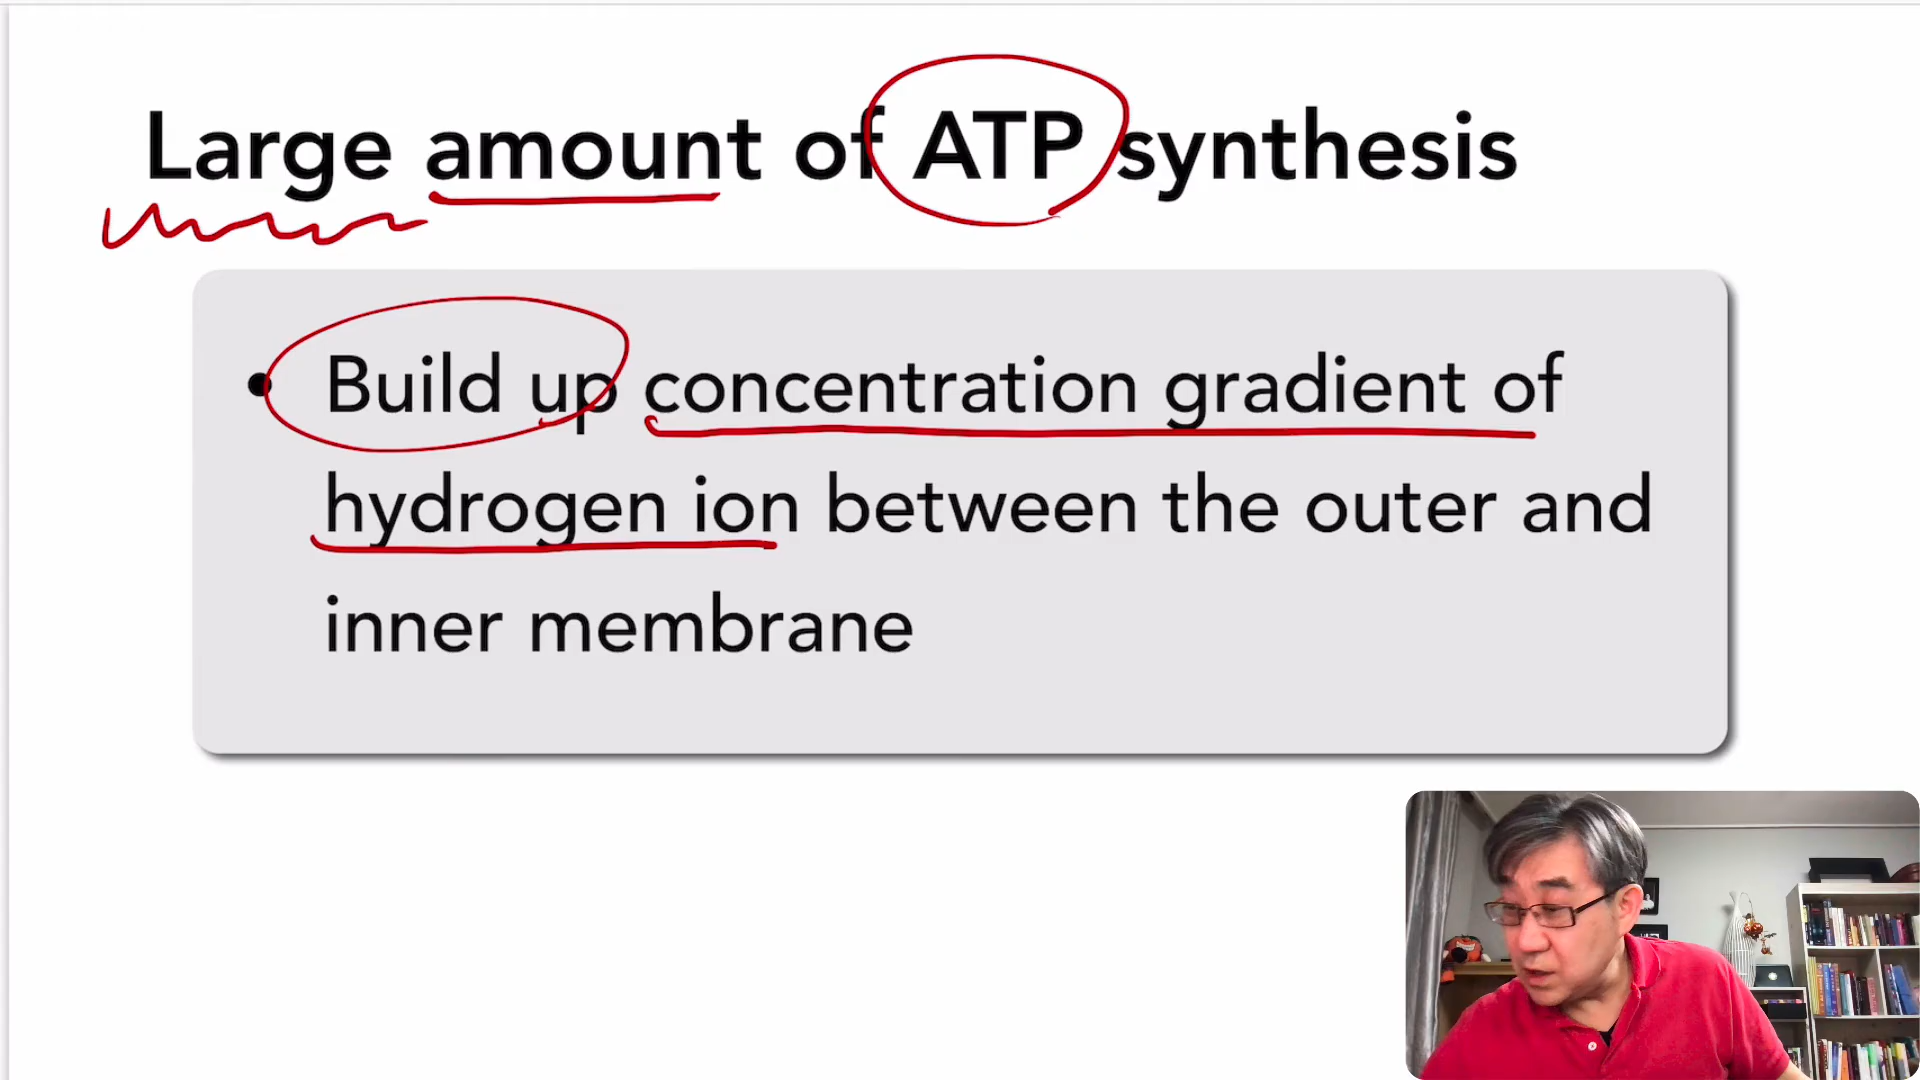 Large amount of ATP synthesis
• Build up concentration gradient of
hydrogen ion between the outer and
inner membrane